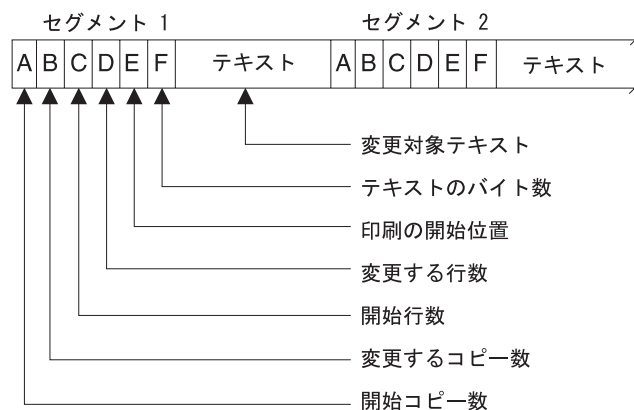 セグメント 1 セグメント 2
A B C D E F テキスト A B C D E F テキスト
変更対象テキスト
テキストのバイト数
印刷の開始位置
変更する行数
開始行数
変更するコピー数
開始コピー数